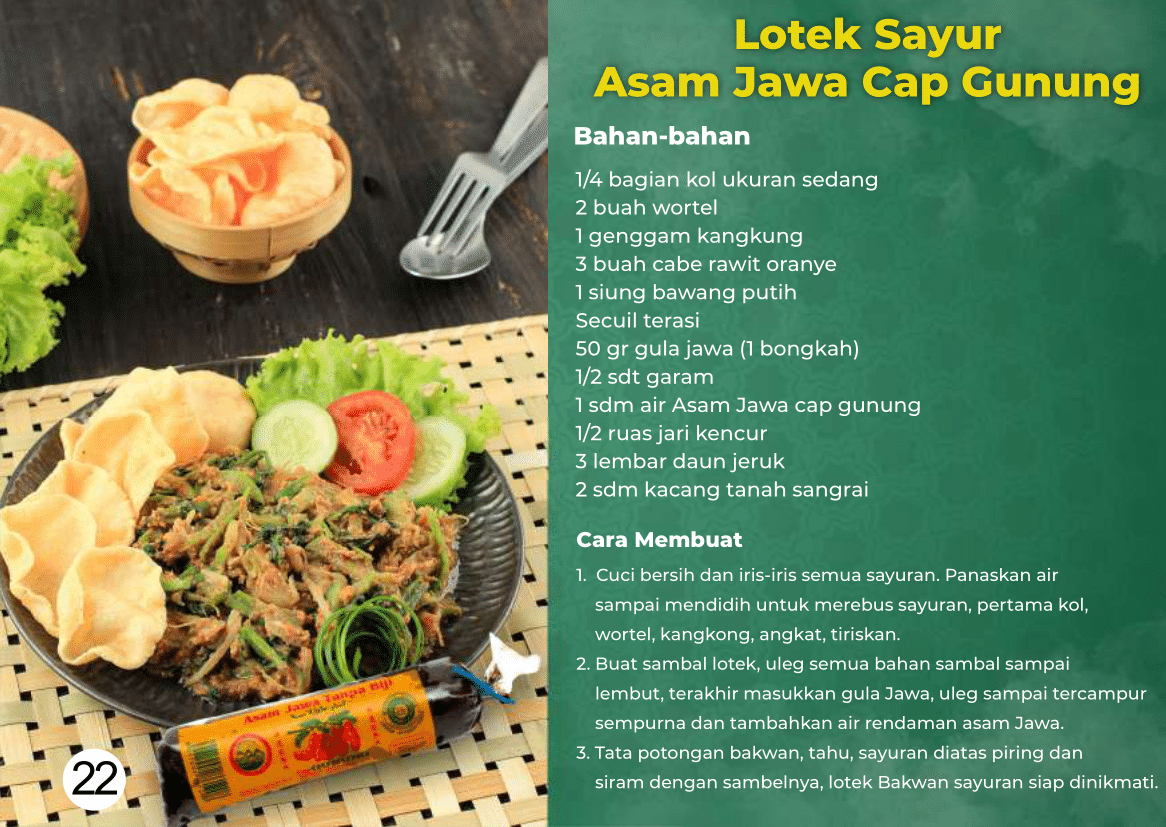 Lotek Sayur
Asam Jawa Cap Gunung
Bahan-bahan
1/4 bagian kol ukuran sedang
2 buah wortel
1 genggam kangkung
3 buah cabe rawit oranye
1 siung bawang putih
Secuil terasi
50 gr gula jawa (1 bongkah)
1/2 sdt garam
1 sdm air Asam Jawa cap gunung
1/2 ruas jari kencur
3 lembar daun jeruk
2 sdm kacang tanah sangrai
Cara Membuat
1. Cuci bersih dan iris-iris semua sayuran. Panaskan air
sampai mendidih untuk merebus sayuran, pertama kol,
wortel, kangkong, angkat, tiriskan.
2. Buat sambal lotek, uleg semua bahan sambal sampai
lembut, terakhir masukkan gula Jawa, uleg sampai tercampur
sempurna dan tambahkan air rendaman asam Jawa.
3. Tata potongan bakwan, tahu, sayuran diatas piring dan
siram dengan sambelnya, lotek Bakwan sayuran siap dinikmati.
Asam Jawa Tanpa Biji
22